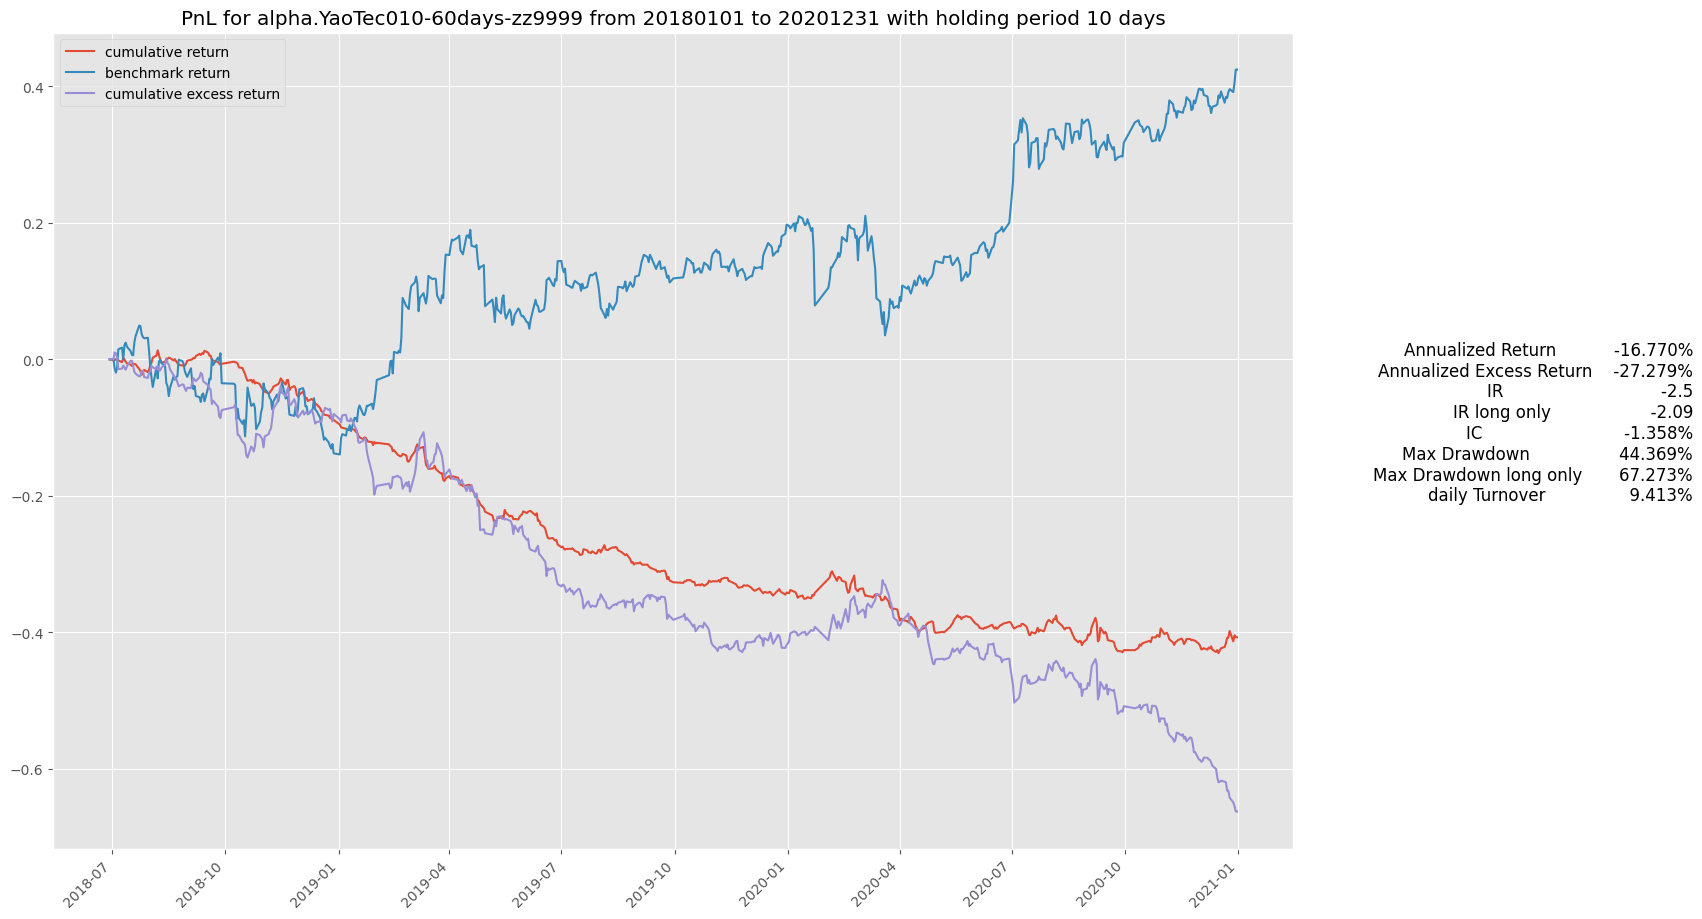 PnL for alpha.YaoTec010-60days-zz9999 from 20180101 to 20201231 with holding period 10 days
cumulative return
benchmark return
cumulative excess return
0.4
0.2
0.0
−0.2
−0.4
−0.6
2018-07
2018-10
2019-01
2019-04
2019-07
2019-10
2020-01
2020-04
2020-07
2020-10
2021-01
Annualized Return -16.770%
Annualized Excess Return -27.279%
IR -2.5
IR long only -2.09
IC -1.358%
Max Drawdown 44.369%
Max Drawdown long only 67.273%
daily Turnover 9.413%